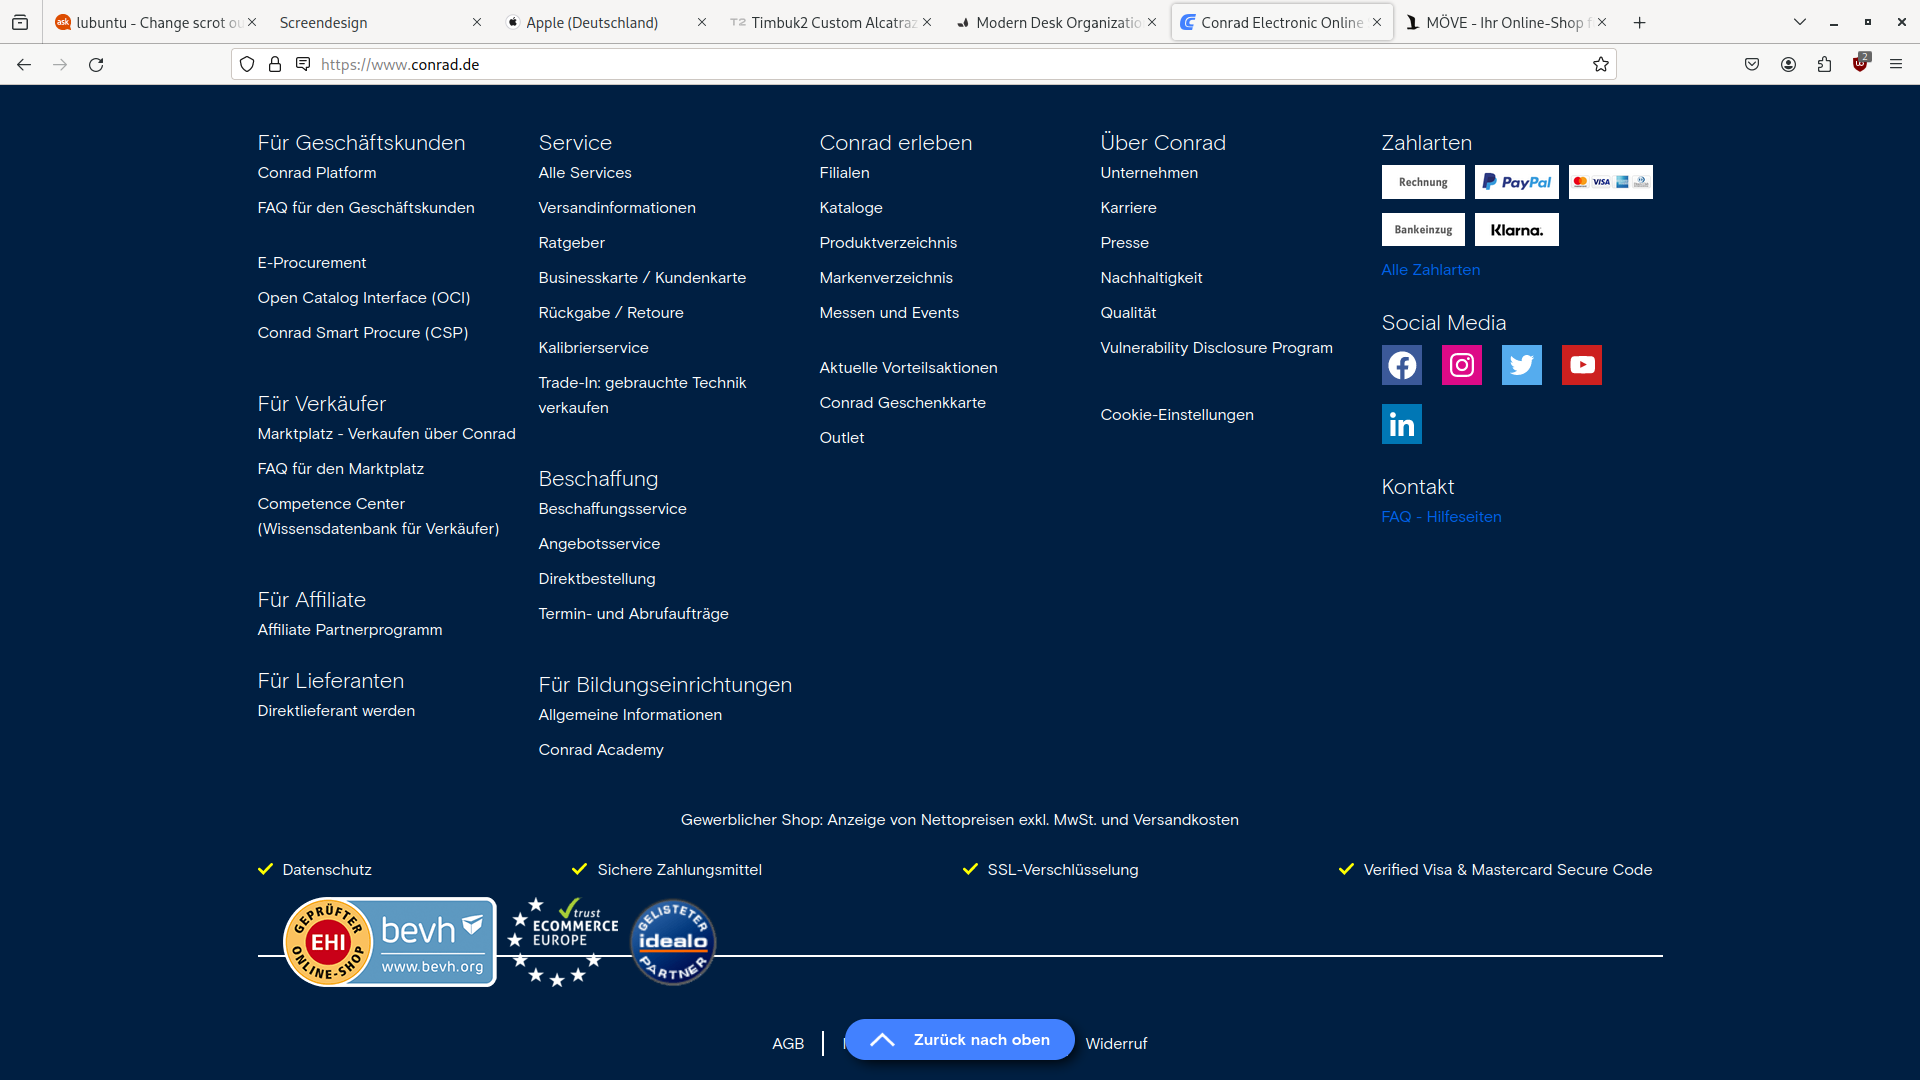 lubuntu - Change scrot ou
Screendesign
Apple (Deutschland)
T2 Timbuk2 Custom Alcatraz
Modern Desk Organizatio
Conrad Electronic Online
MÖVE - Ihr Online-Shop f
https://www.conrad.de
2
Für Geschäftskunden
Conrad Platform
FAQ für den Geschäftskunden
E-Procurement
Open Catalog Interface (OCI)
Conrad Smart Procure (CSP)
Für Verkäufer
Marktplatz - Verkaufen über Conrad
FAQ für den Marktplatz
Competence Center
(Wissensdatenbank für Verkäufer)
Für Affiliate
Affiliate Partnerprogramm
Für Lieferanten
Direktlieferant werden
Service
Alle Services
Versandinformationen
Ratgeber
Businesskarte / Kundenkarte
Rückgabe / Retoure
Kalibrierservice
Trade-In: gebrauchte Technik
verkaufen
Beschaffung
Beschaffungsservice
Angebotsservice
Direktbestellung
Termin- und Abrufaufträge
Für Bildungseinrichtungen
Allgemeine Informationen
Conrad Academy
Conrad erleben
Filialen
Kataloge
Produktverzeichnis
Markenverzeichnis
Messen und Events
Aktuelle Vorteilsaktionen
Conrad Geschenkkarte
Outlet
Über Conrad
Unternehmen
Karriere
Presse
Nachhaltigkeit
Qualität
Vulnerability Disclosure Program
Cookie-Einstellungen
Zahlarten
Rechnung
PayPal
VISA
Bankeinzug
Klarna.
Alle Zahlarten
Social Media
in
Kontakt
FAQ - Hilfeseiten
Gewerblicher Shop: Anzeige von Nettopreisen exkl. MwSt. und Versandkosten
Datenschutz
Sichere Zahlungsmittel
SSL-Verschlüsselung
Verified Visa & Mastercard Secure Code
GEPRÜFTER
EHI
ONLINE-SHOP
bevh
www.bevh.org
trust
ECOMMERCE
EUROPE
GELISTETER
idealo
PARTNER
AGB
Zurück nach oben
Widerruf